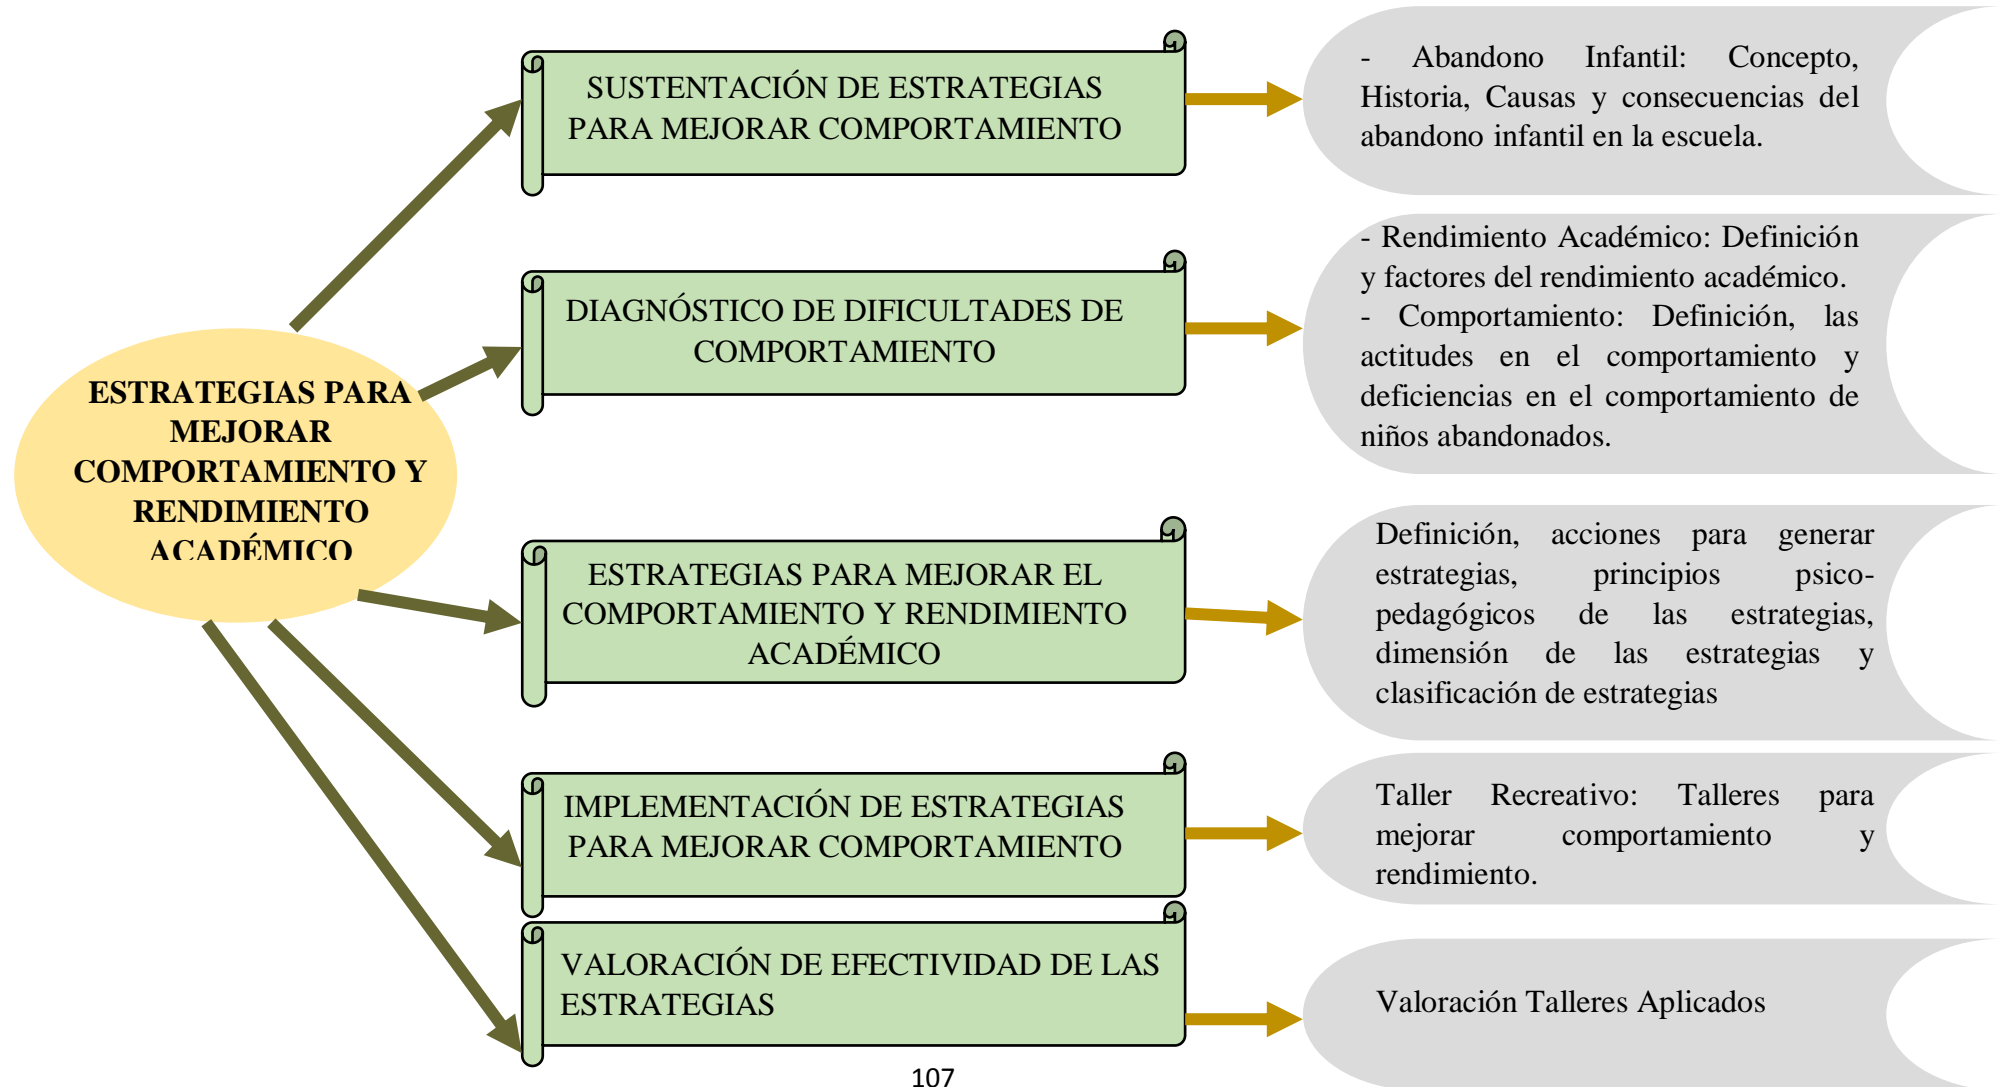 ESTRATEGIAS PARA
MEJORAR
COMPORTAMIENTO Y
RENDIMIENTO
ACADÉMICO
SUSTENTACIÓN DE ESTRATEGIAS
PARA MEJORAR COMPORTAMIENTO
- Abandono Infantil: Concepto,
Historia, Causas y consecuencias del
abandono infantil en la escuela.
DIAGNÓSTICO DE DIFICULTADES DE
COMPORTAMIENTO
- Rendimiento Académico: Definición
y factores del rendimiento académico.
- Comportamiento: Definición, las
actitudes en el comportamiento y
deficiencias en el comportamiento de
niños abandonados.
ESTRATEGIAS PARA MEJORAR EL
COMPORTAMIENTO Y RENDIMIENTO
ACADÉMICO
Definición, acciones para generar
estrategias, principios psico-
pedagógicos de las estrategias,
dimensión de las estrategias y
clasificación de estrategias
IMPLEMENTACIÓN DE ESTRATEGIAS
PARA MEJORAR COMPORTAMIENTO
Taller Recreativo: Talleres para
mejorar comportamiento y
rendimiento.
VALORACIÓN DE EFECTIVIDAD DE LAS
ESTRATEGIAS
Valoración Talleres Aplicados
107